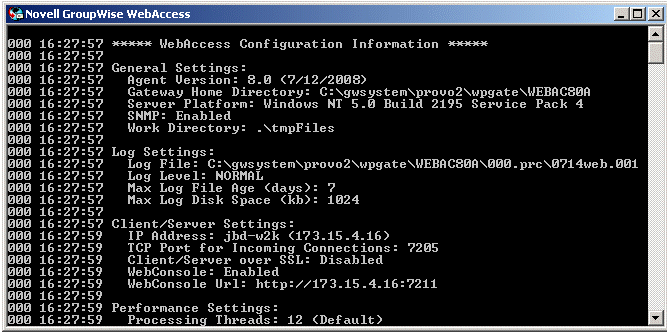 Novell GroupWise WebAccess
000 16:27:57 ***** WebAccess Configuration Information *****
000 16:27:57
000 16:27:57 General Settings:
000 16:27:57   Agent Version: 8.0 (7/12/2008)
000 16:27:57   Gateway Home Directory: C:\gwsystem\provo2\wpgate\WEBAC80A
000 16:27:57   Server Platform: Windows NT 5.0 Build 2195 Service Pack 4
000 16:27:57   SNMP: Enabled
000 16:27:57   Work Directory: .\tmpFiles
000 16:27:57
000 16:27:57 Log Settings:
000 16:27:57   Log File: C:\gwsystem\provo2\wpgate\WEBAC80A\000.prc\0714web.001
000 16:27:57   Log Level: NORMAL
000 16:27:57   Max Log File Age (days): 7
000 16:27:57   Max Log Disk Space (kb): 1024
000 16:27:57
000 16:27:57 Client/Server Settings:
000 16:27:59   IP Address: jbd-w2k (173.15.4.16)
000 16:27:59   TCP Port for Incoming Connections: 7205
000 16:27:59   Client/Server over SSL: Disabled
000 16:27:59   WebConsole: Enabled
000 16:27:59   WebConsole Url: http://173.15.4.16:7211
000 16:27:59
000 16:27:59 Performance Settings:
000 16:27:59   Processing Threads: 12 (Default)